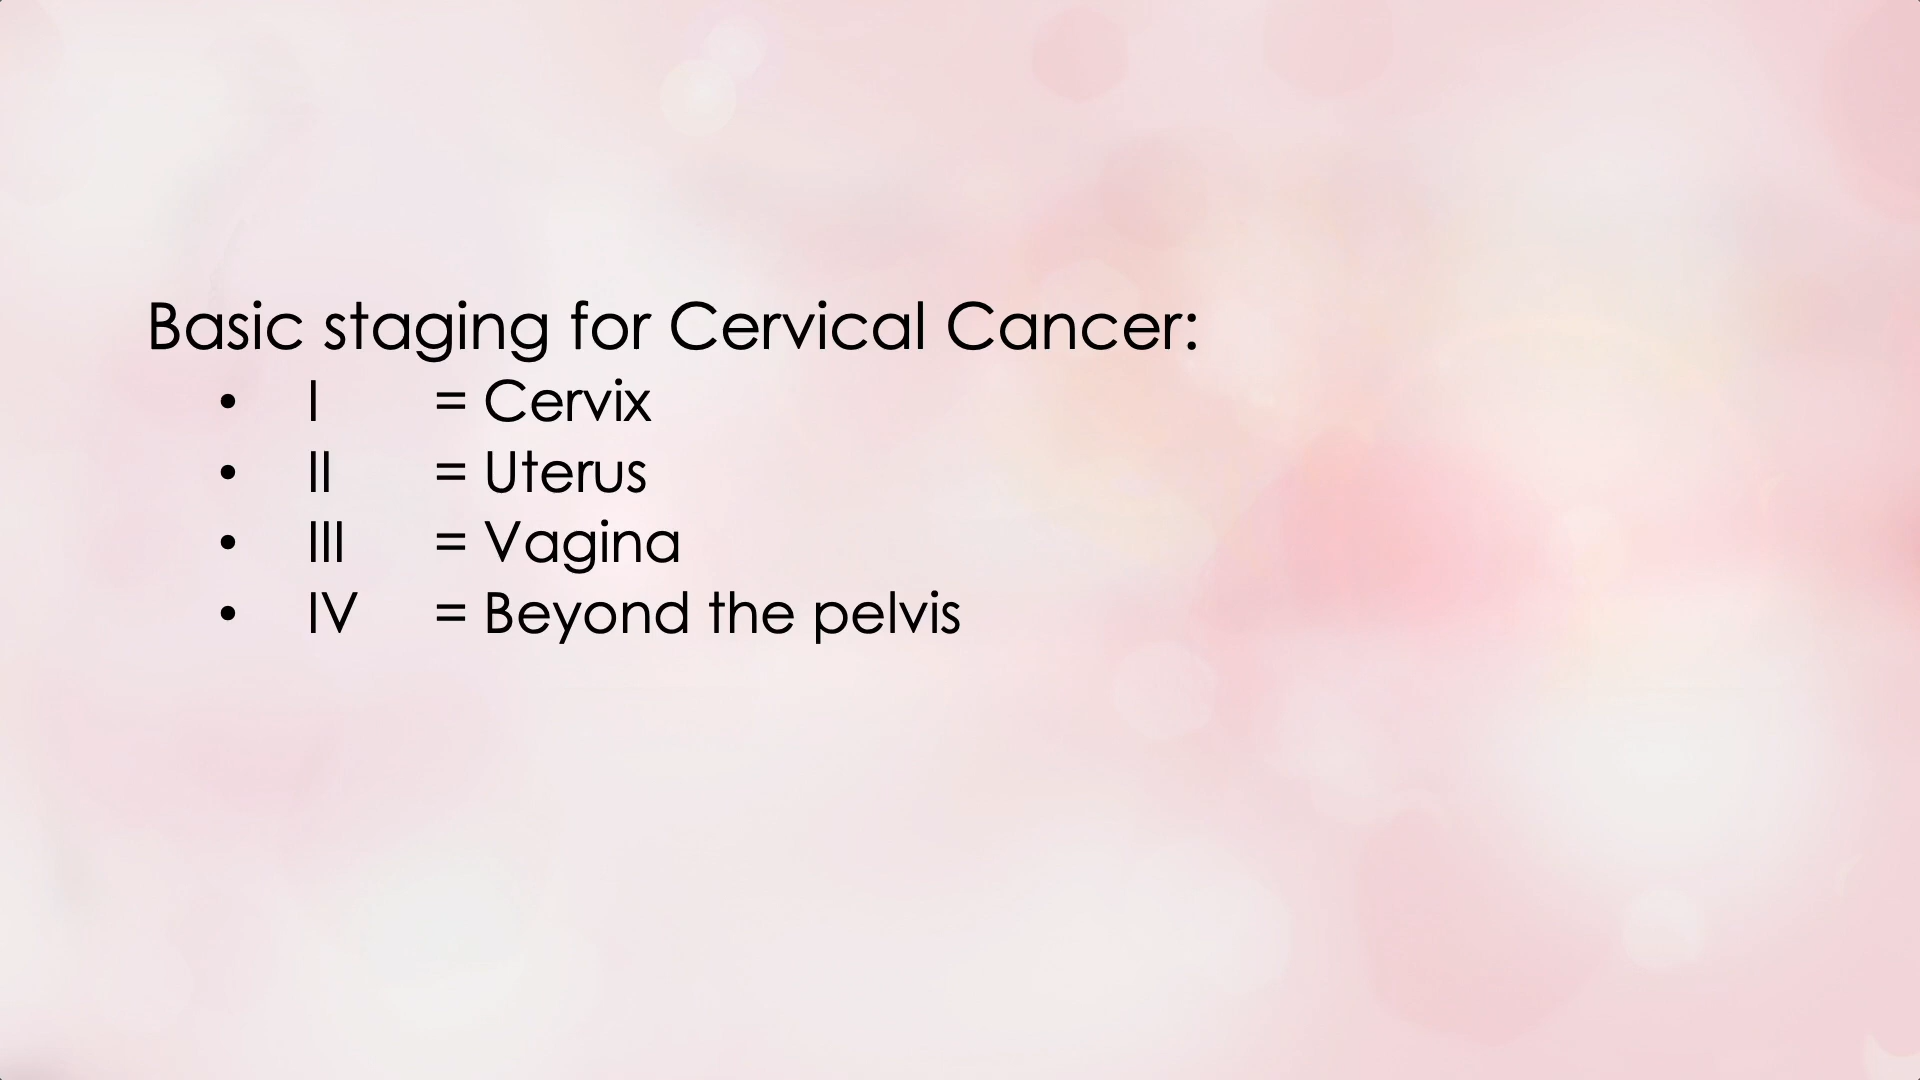 Basic staging for Cervical Cancer:
• I = Cervix
• II = Uterus
• III = Vagina
• IV = Beyond the pelvis